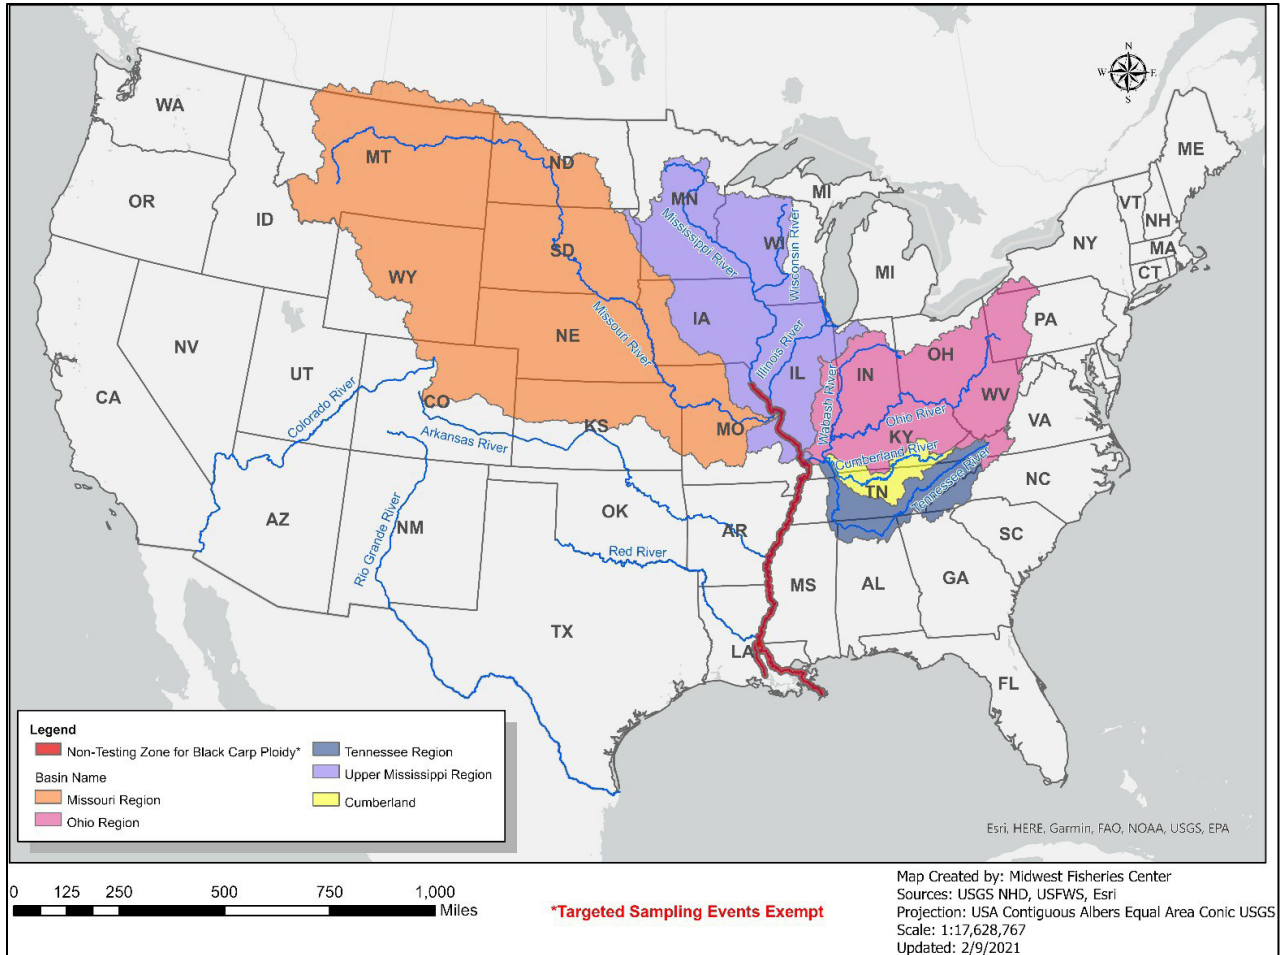 N
W E
S
WA
MT
ND
MN
MI
ME
VT
NH
OR
ID
SD
WI
Mississippi River
Wisconsin River
MI
NY
MA
CT
WY
IA
NE
Missouri River
Illinois River
IL
IN
OH
PA
NV
UT
CA
CO
Colorado River
Arkansas River
KS
MO
Wabash River
Ohio River
WV
VA
KY
Cumberland River
TN
Tennessee River
NC
AZ
NM
Rio Grande River
OK
Red River
AR
SC
MS
AL
GA
TX
LA
FL
Legend
Non-Testing Zone for Black Carp Ploidy*
Basin Name
Missouri Region
Ohio Region
Tennessee Region
Upper Mississippi Region
Cumberland
Esri, HERE, Garmin, FAO, NOAA, USGS, EPA
0 125 250 500 750 1,000
Miles
*Targeted Sampling Events Exempt
Map Created by: Midwest Fisheries Center
Sources: USGS NHD, USFWS, Esri
Projection: USA Contiguous Albers Equal Area Conic USGS
Scale: 1:17,628,767
Updated: 2/9/2021